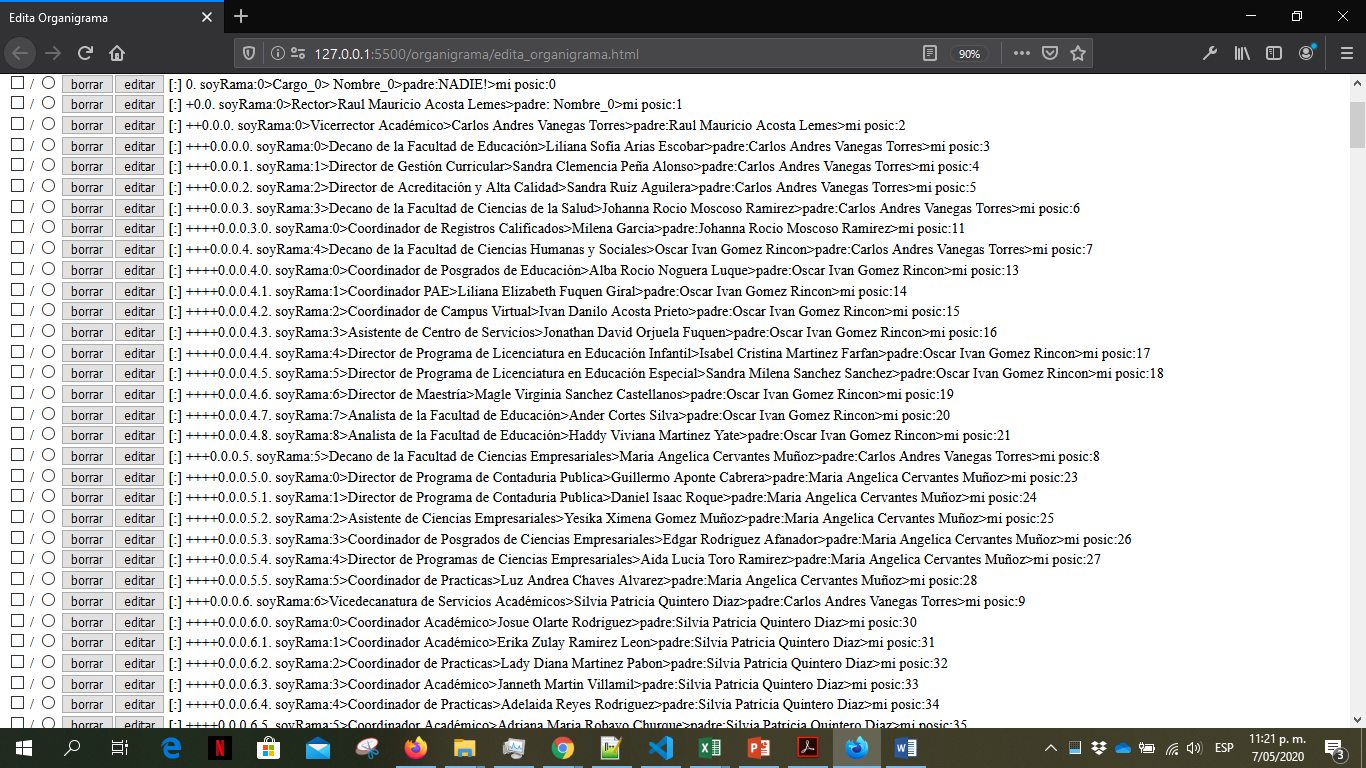 Edita Organigrama
127.0.0.1:5500/organigrama/edita_organigrama.html
90%
/ borrar editar [:] 0. soyRama:0>Cargo_0> Nombre_0>padre:NADIE!>mi posic:0
/ borrar editar [:] +0.0. soyRama:0>Rector>Raul Mauricio Acosta Lemes>padre: Nombre_0>mi posic:1
/ borrar editar [:] ++0.0.0. soyRama:0>Vicerrector Académico>Carlos Andres Vanegas Torres>padre:Raul Mauricio Acosta Lemes>mi posic:2
/ borrar editar [:] +++0.0.0.0. soyRama:0>Decano de la Facultad de Educación>Liliana Sofía Arias Escobar>padre:Carlos Andres Vanegas Torres>mi posic:3
/ borrar editar [:] +++0.0.0.1. soyRama:1>Director de Gestión Curricular>Sandra Clemencia Peña Alonso>padre:Carlos Andres Vanegas Torres>mi posic:4
/ borrar editar [:] +++0.0.0.2. soyRama:2>Director de Acreditación y Alta Calidad>Sandra Ruiz Aguilera>padre:Carlos Andres Vanegas Torres>mi posic:5
/ borrar editar [:] +++0.0.0.3. soyRama:3>Decano de la Facultad de Ciencias de la Salud>Johanna Rocio Moscoso Ramirez>padre:Carlos Andres Vanegas Torres>mi posic:6
/ borrar editar [:] ++++0.0.0.3.0. soyRama:0>Coordinador de Registros Calificados>Milena Garcia>padre:Johanna Rocio Moscoso Ramirez>mi posic:11
/ borrar editar [:] +++0.0.0.4. soyRama:4>Decano de la Facultad de Ciencias Humanas y Sociales>Oscar Ivan Gomez Rincon>padre:Carlos Andres Vanegas Torres>mi posic:7
/ borrar editar [:] ++++0.0.0.4.0. soyRama:0>Coordinador de Posgrados de Educación>Alba Rocio Noguera Luque>padre:Oscar Ivan Gomez Rincon>mi posic:13
/ borrar editar [:] ++++0.0.0.4.1. soyRama:1>Coordinador PAE>Liliana Elizabeth Fuquen Giral>padre:Oscar Ivan Gomez Rincon>mi posic:14
/ borrar editar [:] ++++0.0.0.4.2. soyRama:2>Coordinador de Campus Virtual>Ivan Danilo Acosta Prieto>padre:Oscar Ivan Gomez Rincon>mi posic:15
/ borrar editar [:] ++++0.0.0.4.3. soyRama:3>Asistente de Centro de Servicios>Jonathan David Orjuela Fuquen>padre:Oscar Ivan Gomez Rincon>mi posic:16
/ borrar editar [:] ++++0.0.0.4.4. soyRama:4>Director de Programa de Licenciatura en Educación Infantil>Isabel Cristina Martinez Farfan>padre:Oscar Ivan Gomez Rincon>mi posic:17
/ borrar editar [:] ++++0.0.0.4.5. soyRama:5>Director de Programa de Licenciatura en Educación Especial>Sandra Milena Sanchez Sanchez>padre:Oscar Ivan Gomez Rincon>mi posic:18
/ borrar editar [:] ++++0.0.0.4.6. soyRama:6>Director de Maestría>Magle Virginia Sanchez Castellanos>padre:Oscar Ivan Gomez Rincon>mi posic:19
/ borrar editar [:] ++++0.0.0.4.7. soyRama:7>Analista de la Facultad de Educación>Ander Cortes Silva>padre:Oscar Ivan Gomez Rincon>mi posic:20
/ borrar editar [:] ++++0.0.0.4.8. soyRama:8>Analista de la Facultad de Educación>Haddy Viviana Martinez Yate>padre:Oscar Ivan Gomez Rincon>mi posic:21
/ borrar editar [:] +++0.0.0.5. soyRama:5>Decano de la Facultad de Ciencias Empresariales>Maria Angelica Cervantes Muñoz>padre:Carlos Andres Vanegas Torres>mi posic:8
/ borrar editar [:] ++++0.0.0.5.0. soyRama:0>Director de Programa de Contaduria Publica>Guillermo Aponte Cabrera>padre:Maria Angelica Cervantes Muñoz>mi posic:23
/ borrar editar [:] ++++0.0.0.5.1. soyRama:1>Director de Programa de Contaduria Publica>Daniel Isaac Roque>padre:Maria Angelica Cervantes Muñoz>mi posic:24
/ borrar editar [:] ++++0.0.0.5.2. soyRama:2>Asistente de Ciencias Empresariales>Yesika Ximena Gomez Muñoz>padre:Maria Angelica Cervantes Muñoz>mi posic:25
/ borrar editar [:] ++++0.0.0.5.3. soyRama:3>Coordinador de Posgrados de Ciencias Empresariales>Edgar Rodriguez Afanador>padre:Maria Angelica Cervantes Muñoz>mi posic:26
/ borrar editar [:] ++++0.0.0.5.4. soyRama:4>Director de Programas de Ciencias Empresariales>Aida Lucia Toro Ramirez>padre:Maria Angelica Cervantes Muñoz>mi posic:27
/ borrar editar [:] ++++0.0.0.5.5. soyRama:5>Coordinador de Practicas>Luz Andrea Chaves Alvarez>padre:Maria Angelica Cervantes Muñoz>mi posic:28
/ borrar editar [:] +++0.0.0.6. soyRama:6>Vicedecanatura de Servicios Académicos>Silvia Patricia Quintero Diaz>padre:Carlos Andres Vanegas Torres>mi posic:9
/ borrar editar [:] ++++0.0.0.6.0. soyRama:0>Coordinador Académico>Josue Olarte Rodriguez>padre:Silvia Patricia Quintero Diaz>mi posic:30
/ borrar editar [:] ++++0.0.0.6.1. soyRama:1>Coordinador Académico>Erika Zulay Ramirez Leon>padre:Silvia Patricia Quintero Diaz>mi posic:31
/ borrar editar [:] ++++0.0.0.6.2. soyRama:2>Coordinador de Practicas>Lady Diana Martinez Pabon>padre:Silvia Patricia Quintero Diaz>mi posic:32
/ borrar editar [:] ++++0.0.0.6.3. soyRama:3>Coordinador Académico>Janneth Martin Villamil>padre:Silvia Patricia Quintero Diaz>mi posic:33
/ borrar editar [:] ++++0.0.0.6.4. soyRama:4>Coordinador de Practicas>Adelaida Reyes Rodriguez>padre:Silvia Patricia Quintero Diaz>mi posic:34
/ borrar editar [:] ++++0.0.0.6.5. soyRama:5>Coordinador Académico>Adriana Maria Robayo Churque>padre:Silvia Patricia Quintero Diaz>mi posic:35
ESP
11:21 p. m.
7/05/2020
3